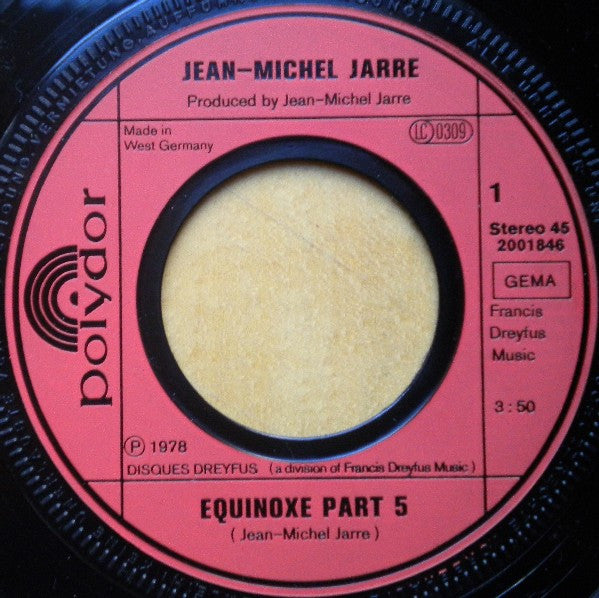 JEAN-MICHEL JARRE
Produced by Jean-Michel Jarre
Made in
West Germany
LC 0309
polydor
1
Stereo 45
2001846
GEMA
Francis
Dreyfus
Music
3:50
℗ 1978
DISQUES DREYFUS (a division of Francis Dreyfus Music)
EQUINOXE PART 5
(Jean-Michel Jarre)